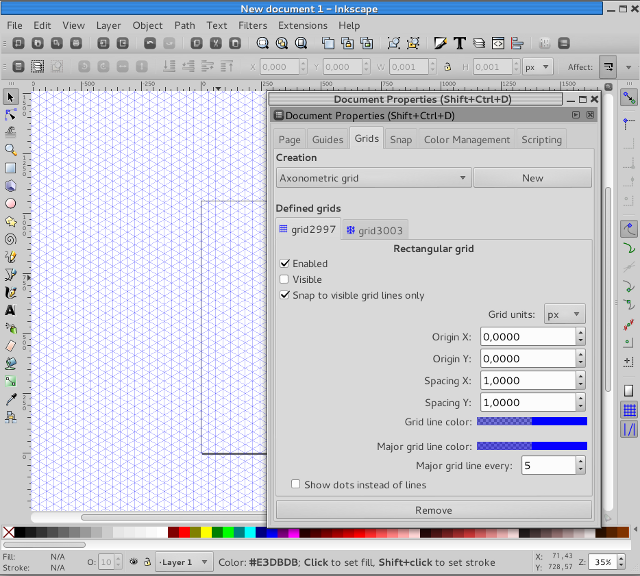 New document 1 – Inkscape
File Edit View Layer Object Path Text Filters Extensions Help
X: 0,000 Y: 0,000 W: 0,001 H: 0,001 px Affect:
Document Properties (Shift+Ctrl+D)
Document Properties (Shift+Ctrl+D)
Page Guides Grids Snap Color Management Scripting
Creation
Axonometric grid New
Defined grids
grid2997 grid3003
Rectangular grid
Enabled
Visible
Snap to visible grid lines only
Grid units: px
Origin X: 0,0000
Origin Y: 0,0000
Spacing X: 1,0000
Spacing Y: 1,0000
Grid line color:
Major grid line color:
Major grid line every: 5
Show dots instead of lines
Remove
Fill: N/A
Stroke: N/A
O: 10
·Layer 1
Color: #E3DBDB; Click to set fill, Shift+click to set stroke
X: 71,43
Y: 728,57
Z: 35%